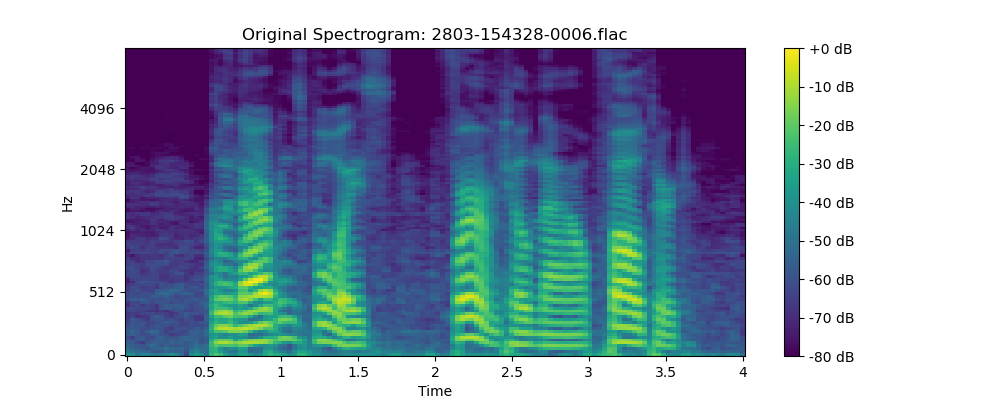 Original Spectrogram: 2803-154328-0006.flac
Hz
4096
2048
1024
512
0
0 0.5 1 1.5 2 2.5 3 3.5 4
Time
+0 dB
-10 dB
-20 dB
-30 dB
-40 dB
-50 dB
-60 dB
-70 dB
-80 dB